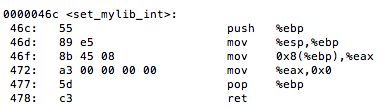 0000046c <set_mylib_int>:
46c: 55 push %ebp
46d: 89 e5 mov %esp,%ebp
46f: 8b 45 08 mov 0x8(%ebp),%eax
472: a3 00 00 00 00 mov %eax,0x0
477: 5d pop %ebp
478: c3 ret